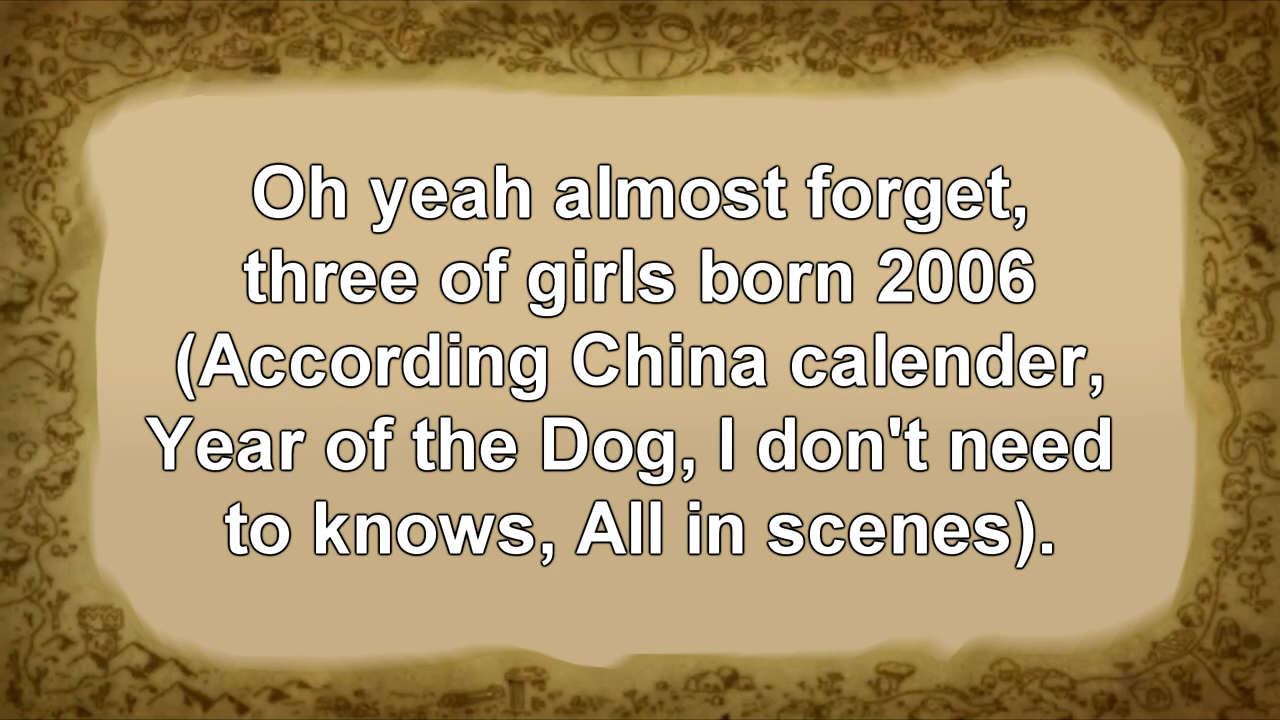 Oh yeah almost forget,
three of girls born 2006
(According China calender,
Year of the Dog, I don't need
to knows, All in scenes).